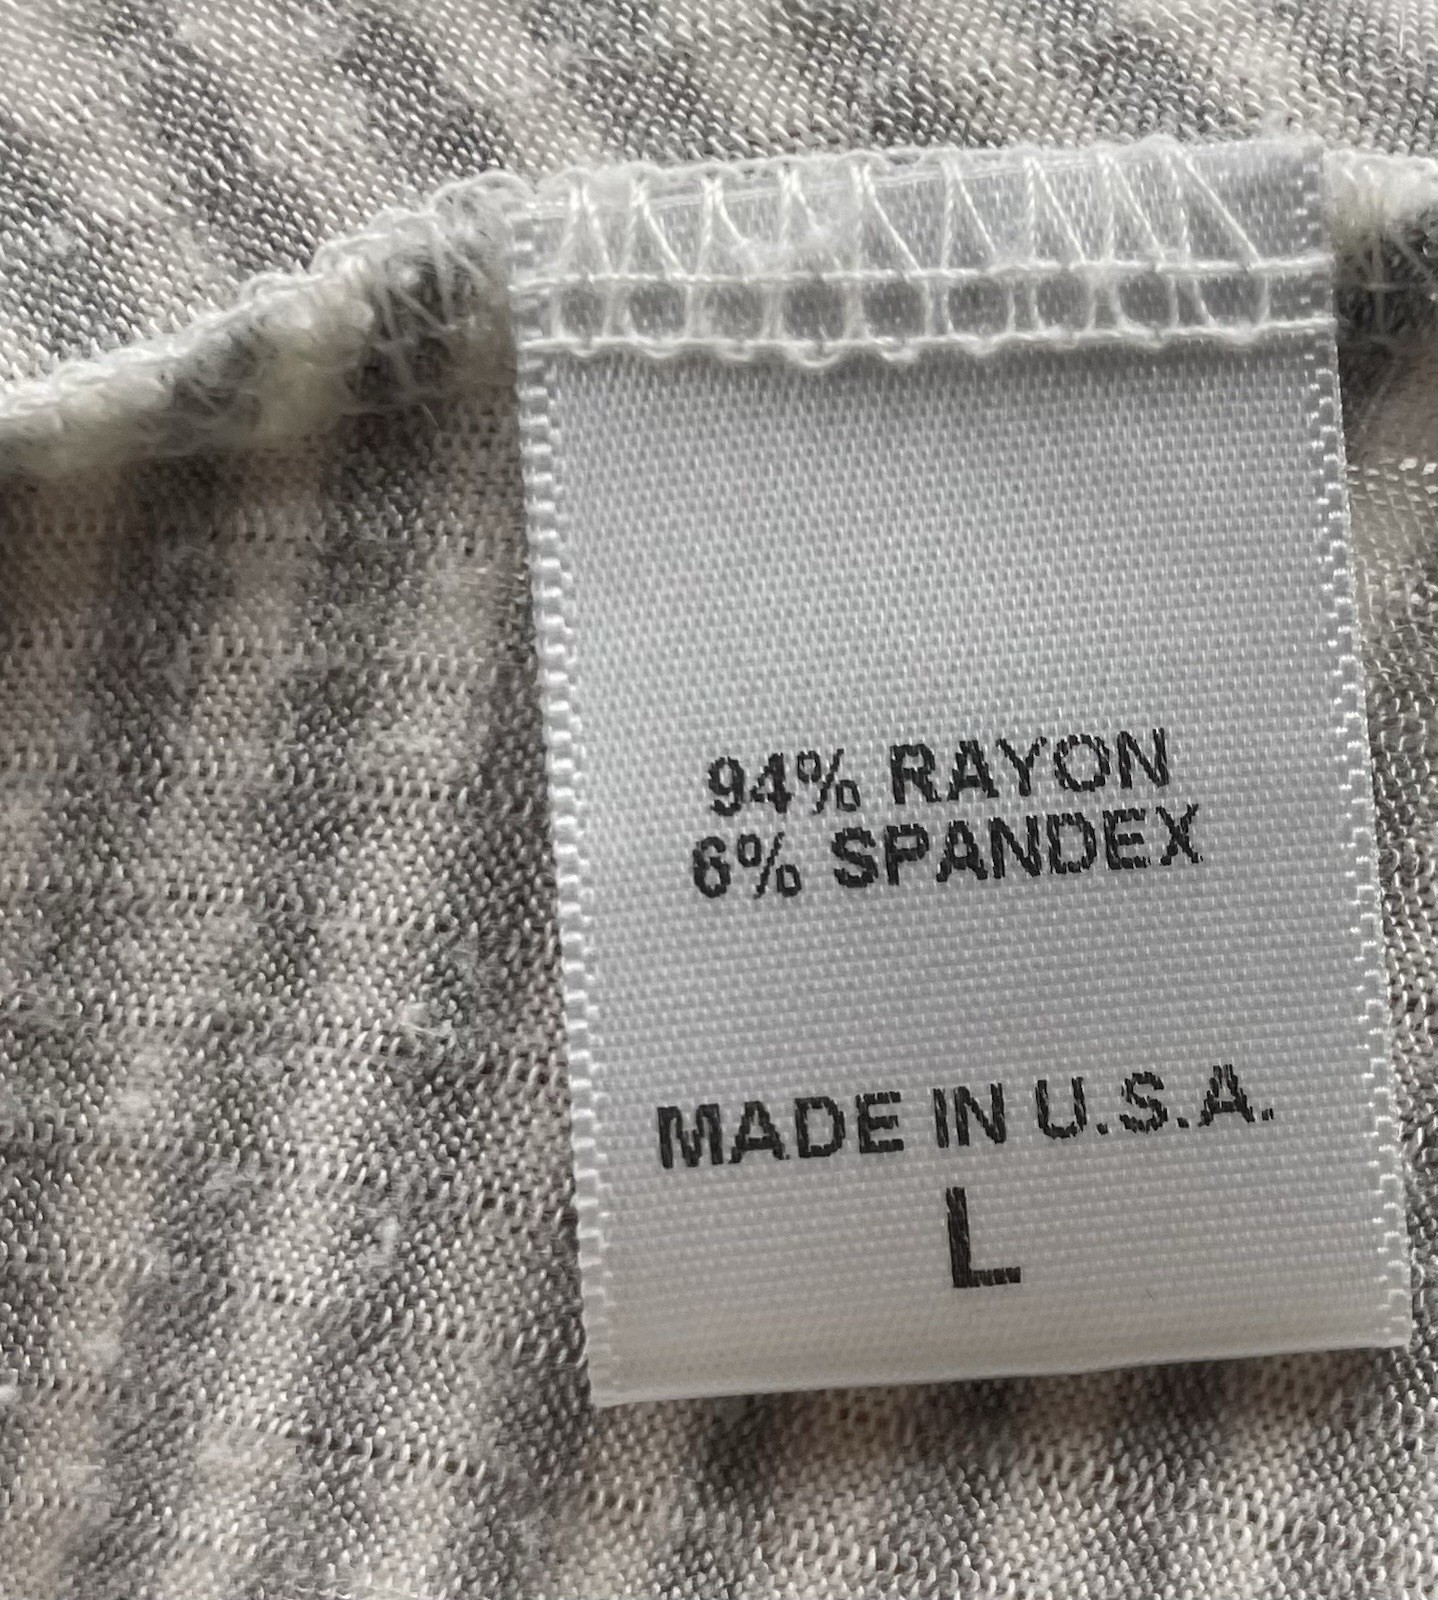 94% RAYON
6% SPANDEX
MADE IN U.S.A.
L